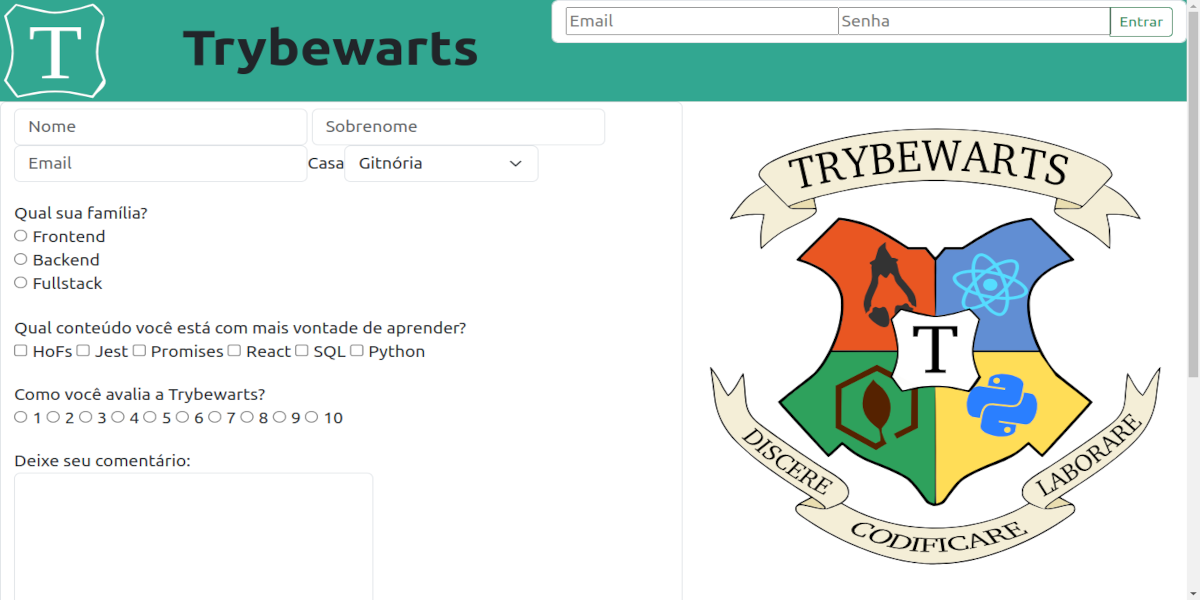 T
Trybewarts
Email
Senha
Entrar
Nome
Sobrenome
Email
Casa
Gitnória
Qual sua família?
Frontend
Backend
Fullstack
Qual conteúdo você está com mais vontade de aprender?
HoFs Jest Promises React SQL Python
Como você avalia a Trybewarts?
1 2 3 4 5 6 7 8 9 10
Deixe seu comentário:
TRYBEWARTS
T
DISCERE
CODIFICARE
LABORARE